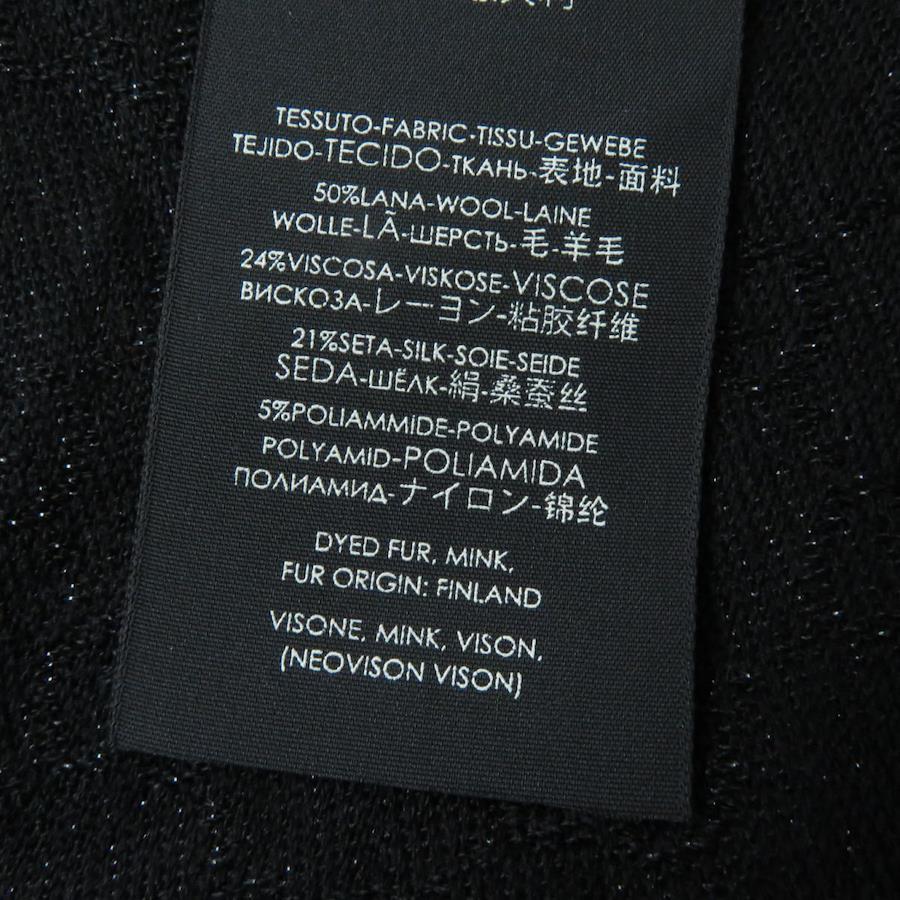 TESSUTO-FABRIC-TISSU-GEWEBE
TEJIDO-TECIDO-ТКАНЬ-表地-面料
50%LANA-WOOL-LAINE
WOLLE-LÃ-ШЕРСТЬ-毛-羊毛
24%VISCOSA-VISKOSE-VISCOSE
ВИСКОЗА-レーヨン-粘胶纤维
21%SETA-SILK-SOIE-SEIDE
SEDA-ШЁЛК-絹-桑蚕丝
5%POLIAMMIDE-POLYAMIDE
POLYAMID-POLIAMIDA
ПОЛИАМИД-ナイロン-锦纶
DYED FUR, MINK,
FUR ORIGIN: FINLAND
VISONE, MINK, VISON,
(NEOVISON VISON)